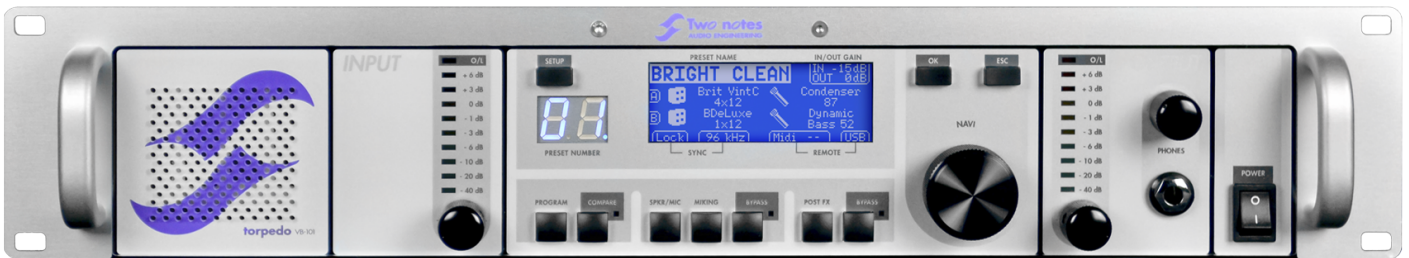 Two notes
AUDIO ENGINEERING
INPUT
O/L
+ 6 dB
+ 3 dB
0 dB
- 1 dB
- 3 dB
- 6 dB
- 10 dB
- 20 dB
- 40 dB
torpedo VB-101
SETUP
01.
PRESET NUMBER
PRESET NAME
IN/OUT GAIN
BRIGHT CLEAN
IN -15dB
OUT 0dB
A
Brit VintC
4x12
Condenser
87
B
BDeLuxe
1x12
Dynamic
Bass 52
Lock
96 kHz
Midi --
USB
SYNC
REMOTE
PROGRAM
COMPARE
SPKR/MIC
MIKING
BYPASS
POST FX
BYPASS
OK
ESC
NAVI
O/L
+ 6 dB
+ 3 dB
0 dB
- 1 dB
- 3 dB
- 6 dB
- 10 dB
- 20 dB
- 40 dB
PHONES
POWER
O
I